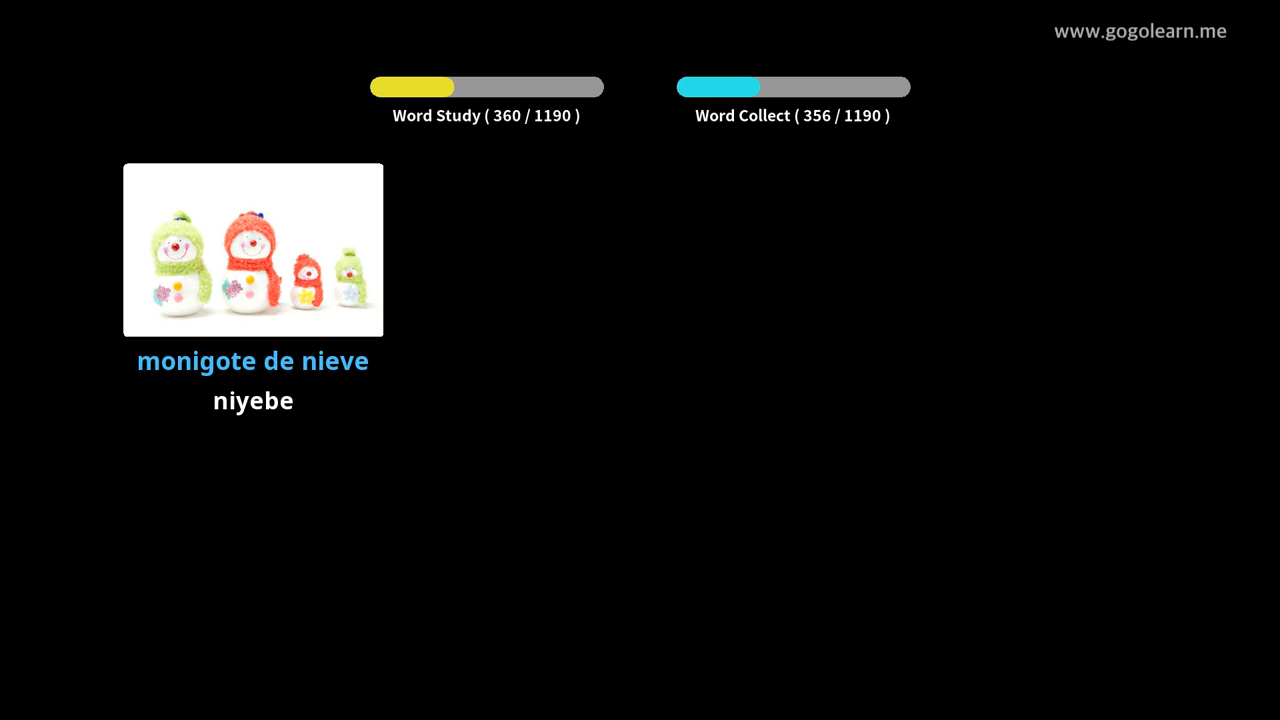 www.gogolearn.me
Word Study ( 360 / 1190 )
Word Collect ( 356 / 1190 )
monigote de nieve
niyebe